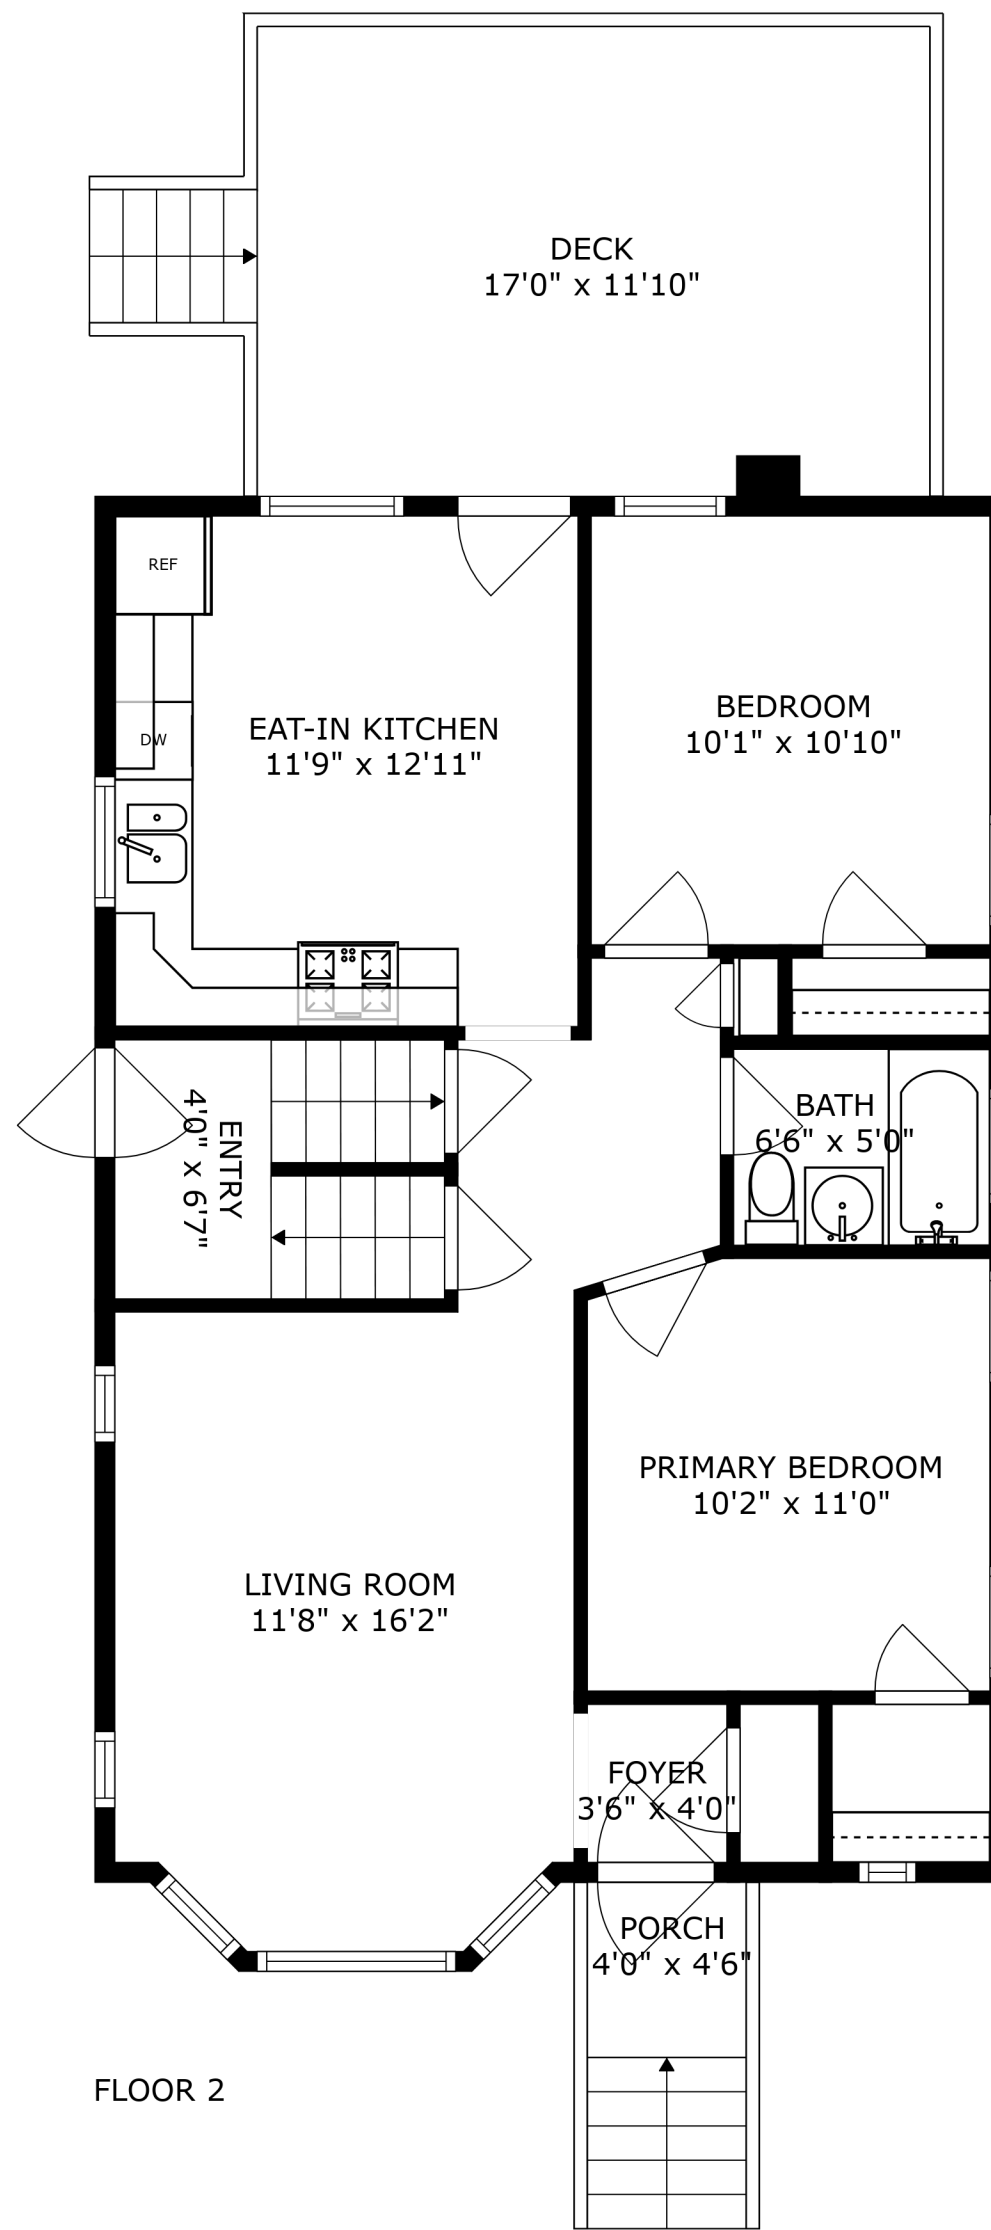 DECK
17'0" x 11'10"
REF
EAT-IN KITCHEN
11'9" x 12'11"
DW
BEDROOM
10'1" x 10'10"
BATH
6'6" x 5'0"
ENTRY
4'0" x 6'7"
PRIMARY BEDROOM
10'2" x 11'0"
LIVING ROOM
11'8" x 16'2"
FOYER
3'6" x 4'0"
PORCH
4'0" x 4'6"
FLOOR 2